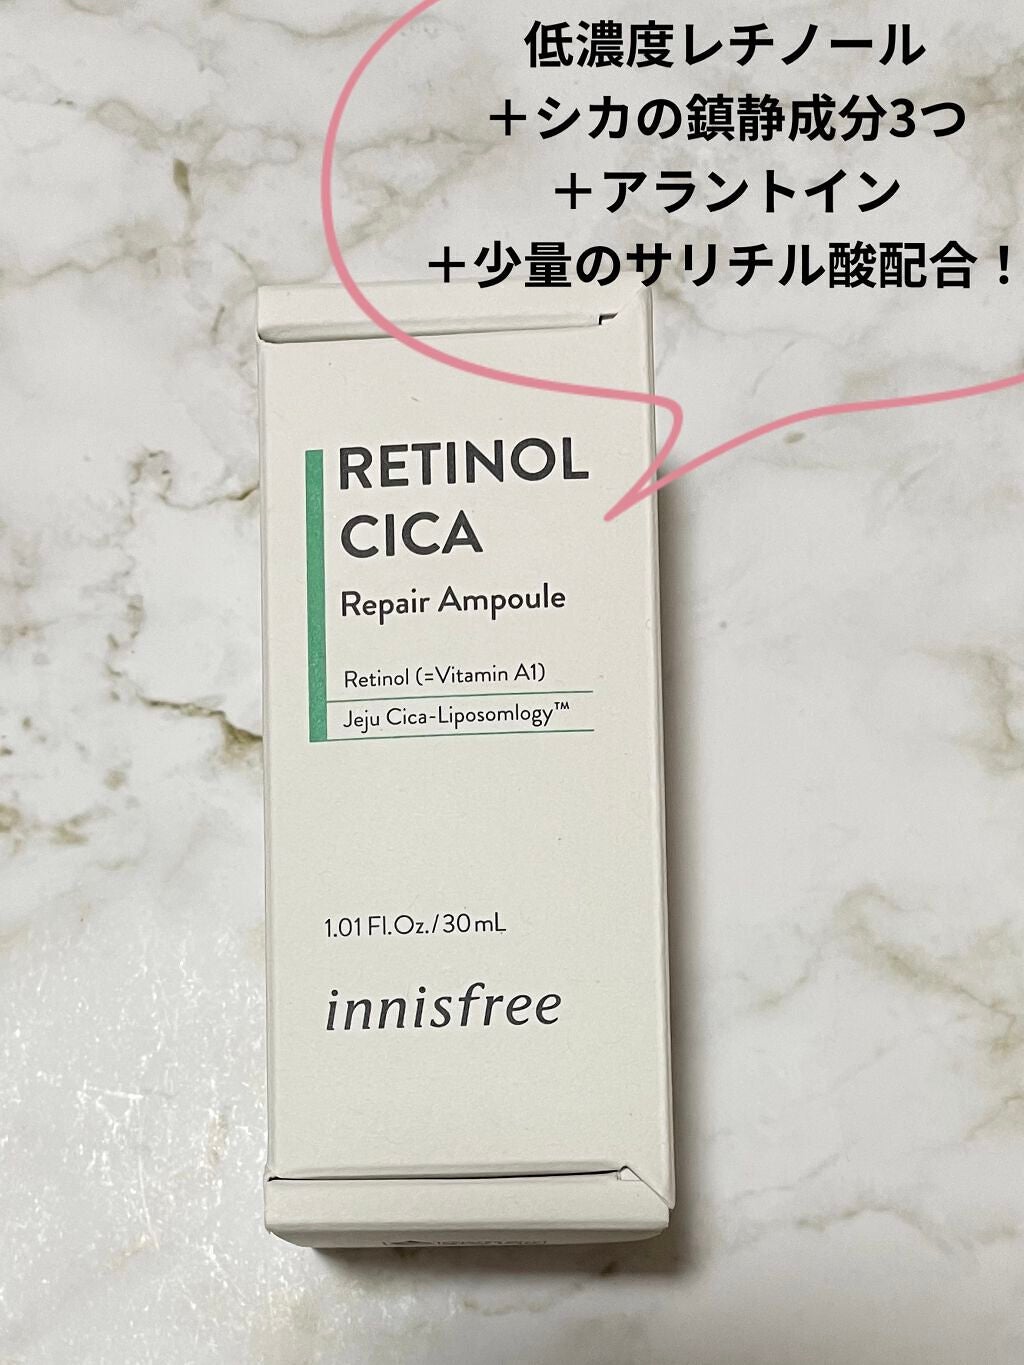 低濃度レチノール
＋シカの鎮静成分3つ
＋アラントイン
＋少量のサリチル酸配合！
RETINOL
CICA
Repair Ampoule
Retinol (=Vitamin A1)
Jeju Cica-Liposomlogy™
1.01 Fl.Oz./30mL
innisfree